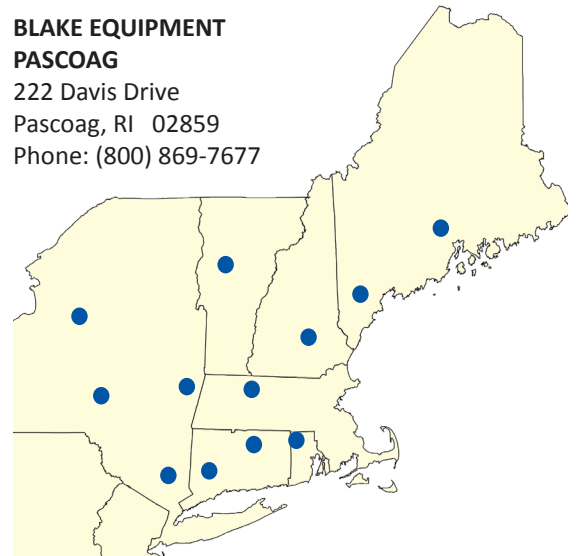 BLAKE EQUIPMENT
PASCOAG
222 Davis Drive
Pascoag, RI 02859
Phone: (800) 869-7677